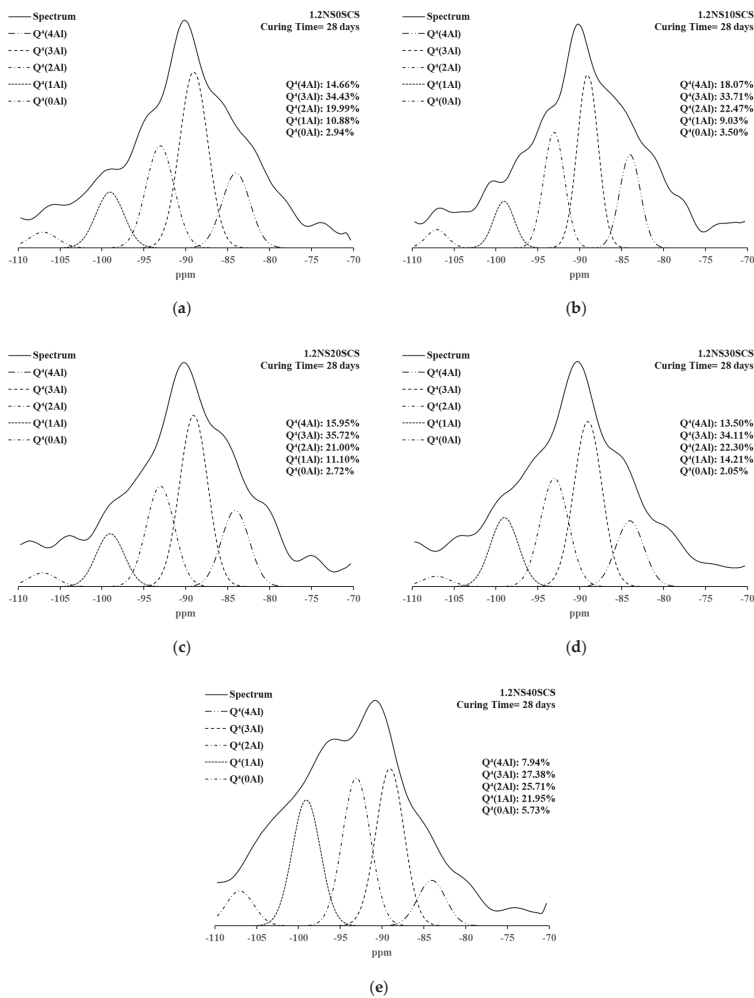 Spectrum
Q⁴(4Al)
Q⁴(3Al)
Q⁴(2Al)
Q⁴(1Al)
Q⁴(0Al)
1.2NS0SCS
Curing Time= 28 days
Q⁴(4Al): 14.66%
Q⁴(3Al): 34.43%
Q⁴(2Al): 19.99%
Q⁴(1Al): 10.88%
Q⁴(0Al): 2.94%
-110 -105 -100 -95 -90 -85 -80 -75 -70
ppm
(a)
Spectrum
Q⁴(4Al)
Q⁴(3Al)
Q⁴(2Al)
Q⁴(1Al)
Q⁴(0Al)
1.2NS10SCS
Curing Time= 28 days
Q⁴(4Al): 18.07%
Q⁴(3Al): 33.71%
Q⁴(2Al): 22.47%
Q⁴(1Al): 9.03%
Q⁴(0Al): 3.50%
-110 -105 -100 -95 -90 -85 -80 -75 -70
ppm
(b)
Spectrum
Q⁴(4Al)
Q⁴(3Al)
Q⁴(2Al)
Q⁴(1Al)
Q⁴(0Al)
1.2NS20SCS
Curing Time= 28 days
Q⁴(4Al): 15.95%
Q⁴(3Al): 35.72%
Q⁴(2Al): 21.00%
Q⁴(1Al): 11.10%
Q⁴(0Al): 2.72%
-110 -105 -100 -95 -90 -85 -80 -75 -70
ppm
(c)
Spectrum
Q⁴(4Al)
Q⁴(3Al)
Q⁴(2Al)
Q⁴(1Al)
Q⁴(0Al)
1.2NS30SCS
Curing Time= 28 days
Q⁴(4Al): 13.50%
Q⁴(3Al): 34.11%
Q⁴(2Al): 22.30%
Q⁴(1Al): 14.21%
Q⁴(0Al): 2.05%
-110 -105 -100 -95 -90 -85 -80 -75 -70
ppm
(d)
Spectrum
Q⁴(4Al)
Q⁴(3Al)
Q⁴(2Al)
Q⁴(1Al)
Q⁴(0Al)
1.2NS40SCS
Curing Time= 28 days
Q⁴(4Al): 7.94%
Q⁴(3Al): 27.38%
Q⁴(2Al): 25.71%
Q⁴(1Al): 21.95%
Q⁴(0Al): 5.73%
-110 -105 -100 -95 -90 -85 -80 -75 -70
ppm
(e)